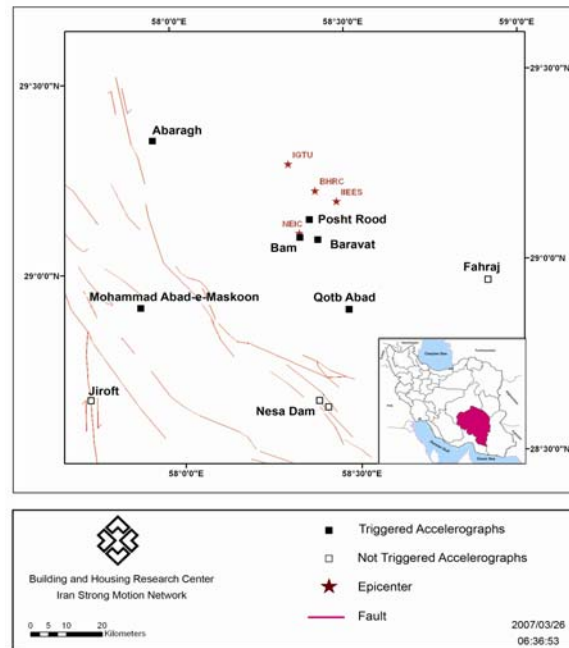 58°0'0"E
58°30'0"E
59°0'0"E
29°30'0"N
29°30'0"N
Abaragh
IGTU
BHRC
IIEES
Posht Rood
NEIC
Bam
Baravat
Fahraj
29°0'0"N
29°0'0"N
Mohammad Abad-e-Maskoon
Qotb Abad
Jiroft
Nesa Dam
28°30'0"N
58°0'0"E
58°30'0"E
Building and Housing Research Center
Iran Strong Motion Network
0 5 10 20
Kilometers
Triggered Accelerographs
Not Triggered Accelerographs
Epicenter
Fault
2007/03/26
06:36:53